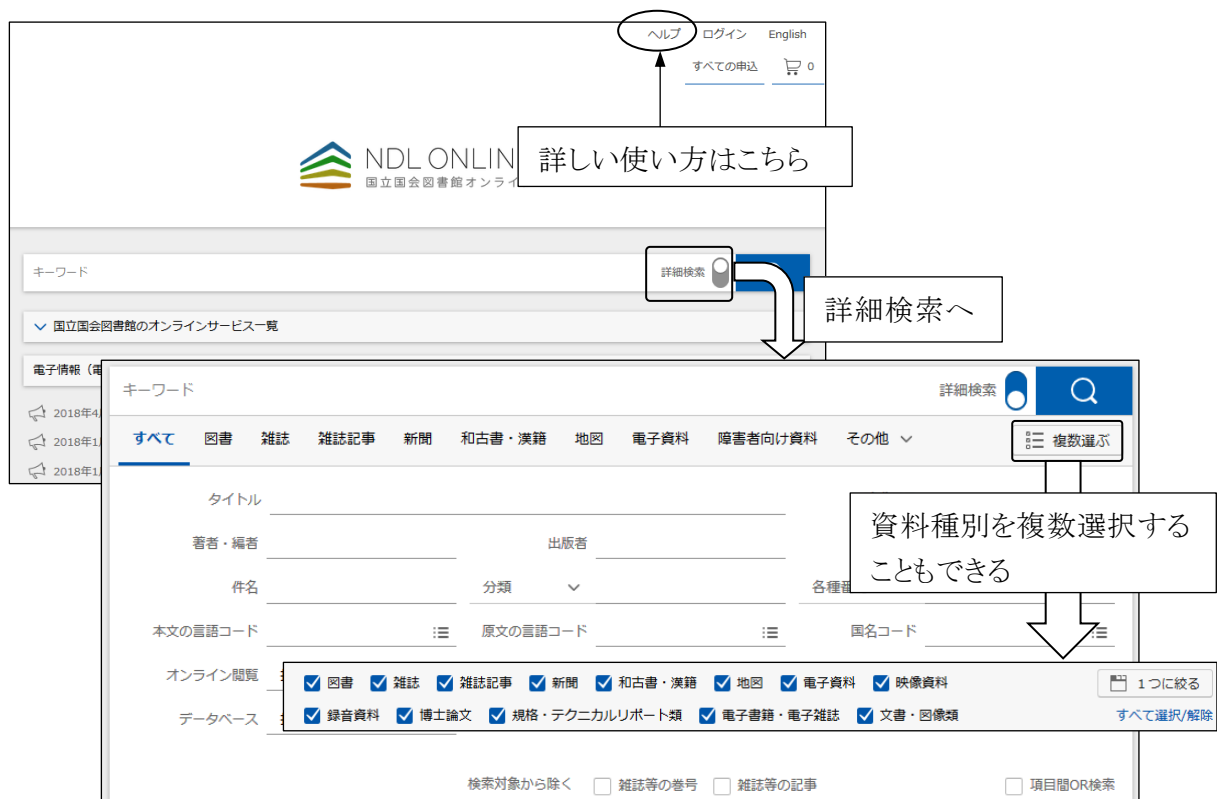 ヘルプ ログイン English
すべての申込 0
NDL ONLIN
国立国会図書館オンライ
詳しい使い方はこちら
キーワード 詳細検索
詳細検索へ
国立国会図書館のオンラインサービス一覧
電子情報（電
2018年4
2018年1
2018年1
キーワード 詳細検索
すべて 図書 雑誌 雑誌記事 新聞 和古書・漢籍 地図 電子資料 障害者向け資料 その他 複数選ぶ
タイトル
資料種別を複数選択する
こともできる
著者・編者 出版者
件名 分類 各種番
本文の言語コード 原文の言語コード 国名コード
オンライン閲覧
図書 雑誌 雑誌記事 新聞 和古書・漢籍 地図 電子資料 映像資料 1つに絞る
データベース
録音資料 博士論文 規格・テクニカルリポート類 電子書籍・電子雑誌 文書・図像類 すべて選択/解除
検索対象から除く 雑誌等の巻号 雑誌等の記事 項目間OR検索